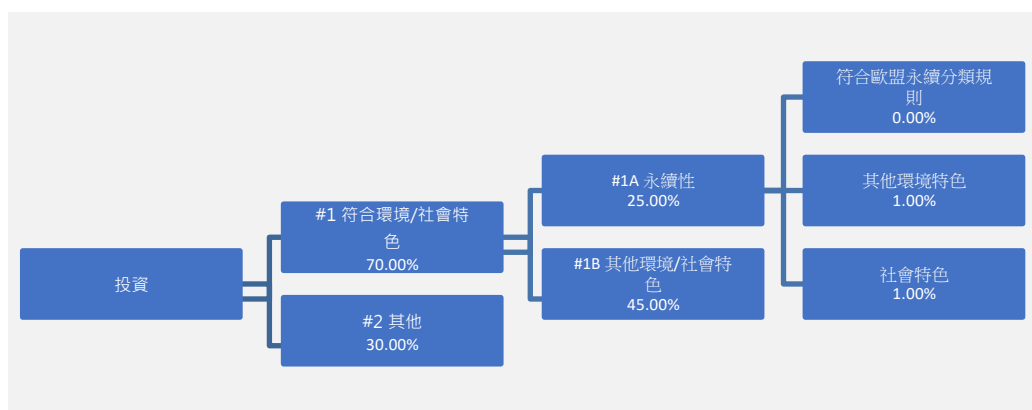 投資
#1 符合環境/社會特
色
70.00%
#2 其他
30.00%
#1A 永續性
25.00%
#1B 其他環境/社會特
色
45.00%
符合歐盟永續分類規
則
0.00%
其他環境特色
1.00%
社會特色
1.00%